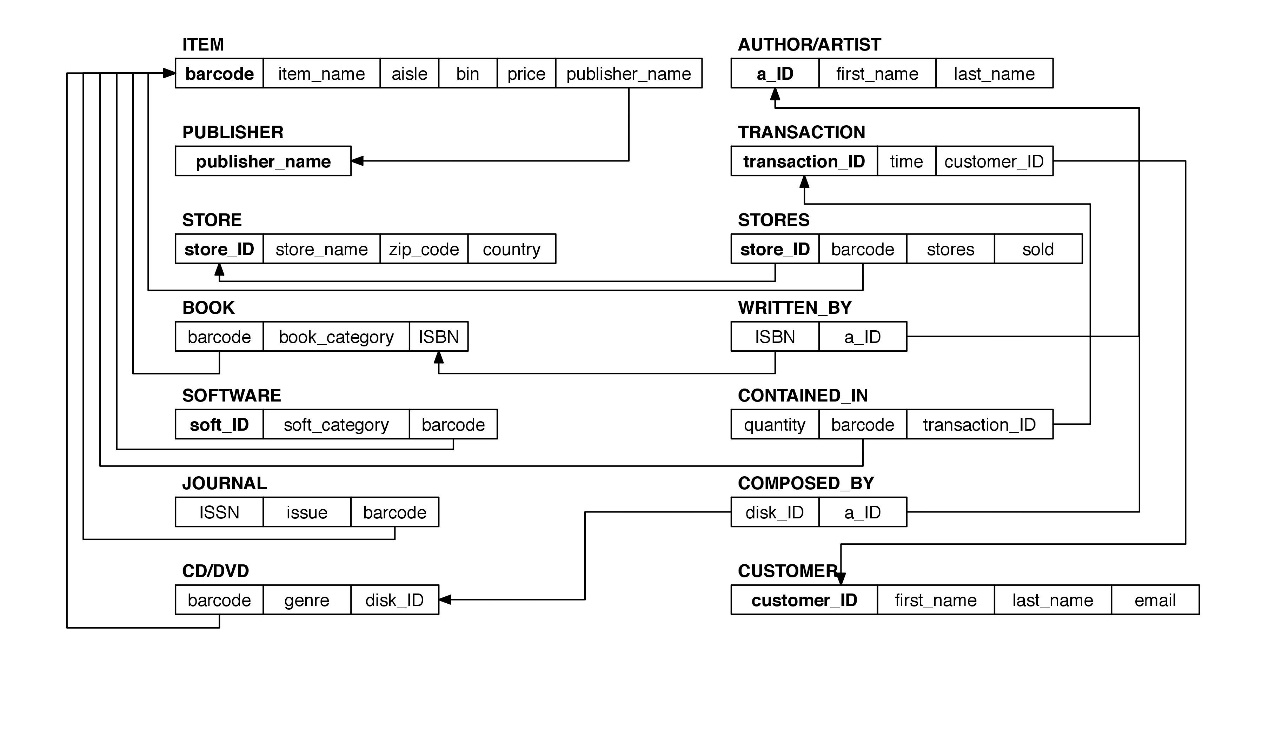 ITEM
barcode item_name aisle bin price publisher_name
PUBLISHER
publisher_name
STORE
store_ID store_name zip_code country
BOOK
barcode book_category ISBN
SOFTWARE
soft_ID soft_category barcode
JOURNAL
ISSN issue barcode
CD/DVD
barcode genre disk_ID
AUTHOR/ARTIST
a_ID first_name last_name
TRANSACTION
transaction_ID time customer_ID
STORES
store_ID barcode stores sold
WRITTEN_BY
ISBN a_ID
CONTAINED_IN
quantity barcode transaction_ID
COMPOSED_BY
disk_ID a_ID
CUSTOMER
customer_ID first_name last_name email